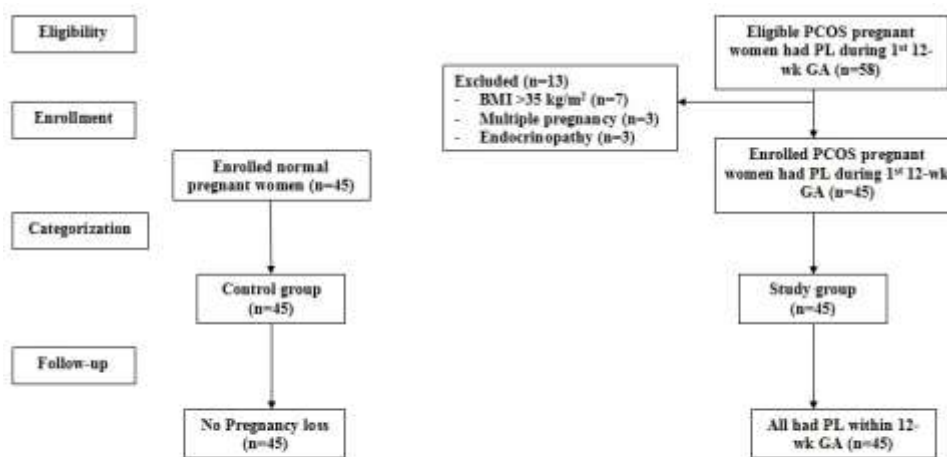 Eligibility
Eligible PCOS pregnant
women had PL during 1st 12-
wk GA (n=58)
Excluded (n=13)
- BMI >35 kg/m² (n=7)
- Multiple pregnancy (n=3)
- Endocrinopathy (n=3)
Enrollment
Enrolled normal
pregnant women (n=45)
Enrolled PCOS pregnant
women had PL during 1st 12-wk
GA (n=45)
Categorization
Control group
(n=45)
Study group
(n=45)
Follow-up
No Pregnancy loss
(n=45)
All had PL within 12-
wk GA (n=45)